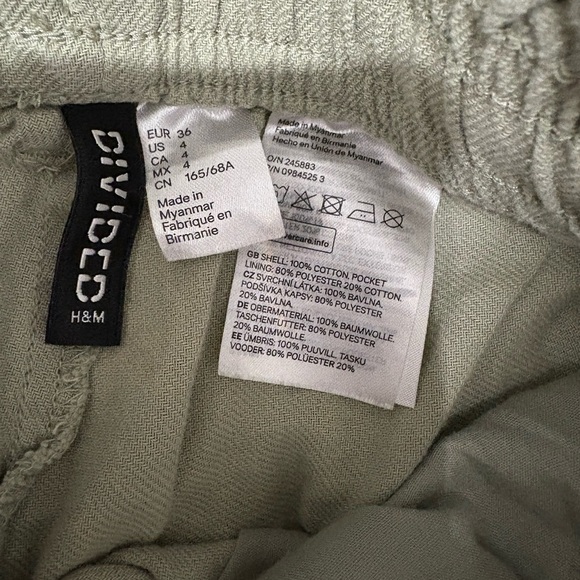 DIVIDED
H&M
EUR 36
US 4
CA 4
MX 4
CN 165/68A
Made in
Myanmar
Fabriqué en
Birmanie
Made in Myanmar
Fabriqué en Birmanie
Hecho en Unión de Myanmar
O/N 245883
P/N 0984525 3
GB SHELL: 100% COTTON. POCKET
LINING: 80% POLYESTER 20% COTTON.
CZ SVRCHNÍ LÁTKA: 100% BAVLNA.
PODŠÍVKA KAPSY: 80% POLYESTER
20% BAVLNA.
DE OBERMATERIAL: 100% BAUMWOLLE.
TASCHENFUTTER: 80% POLYESTER
20% BAUMWOLLE.
EE ÜMBRIS: 100% PUUVILL. TASKU
VOODER: 80% POLÜESTER 20%